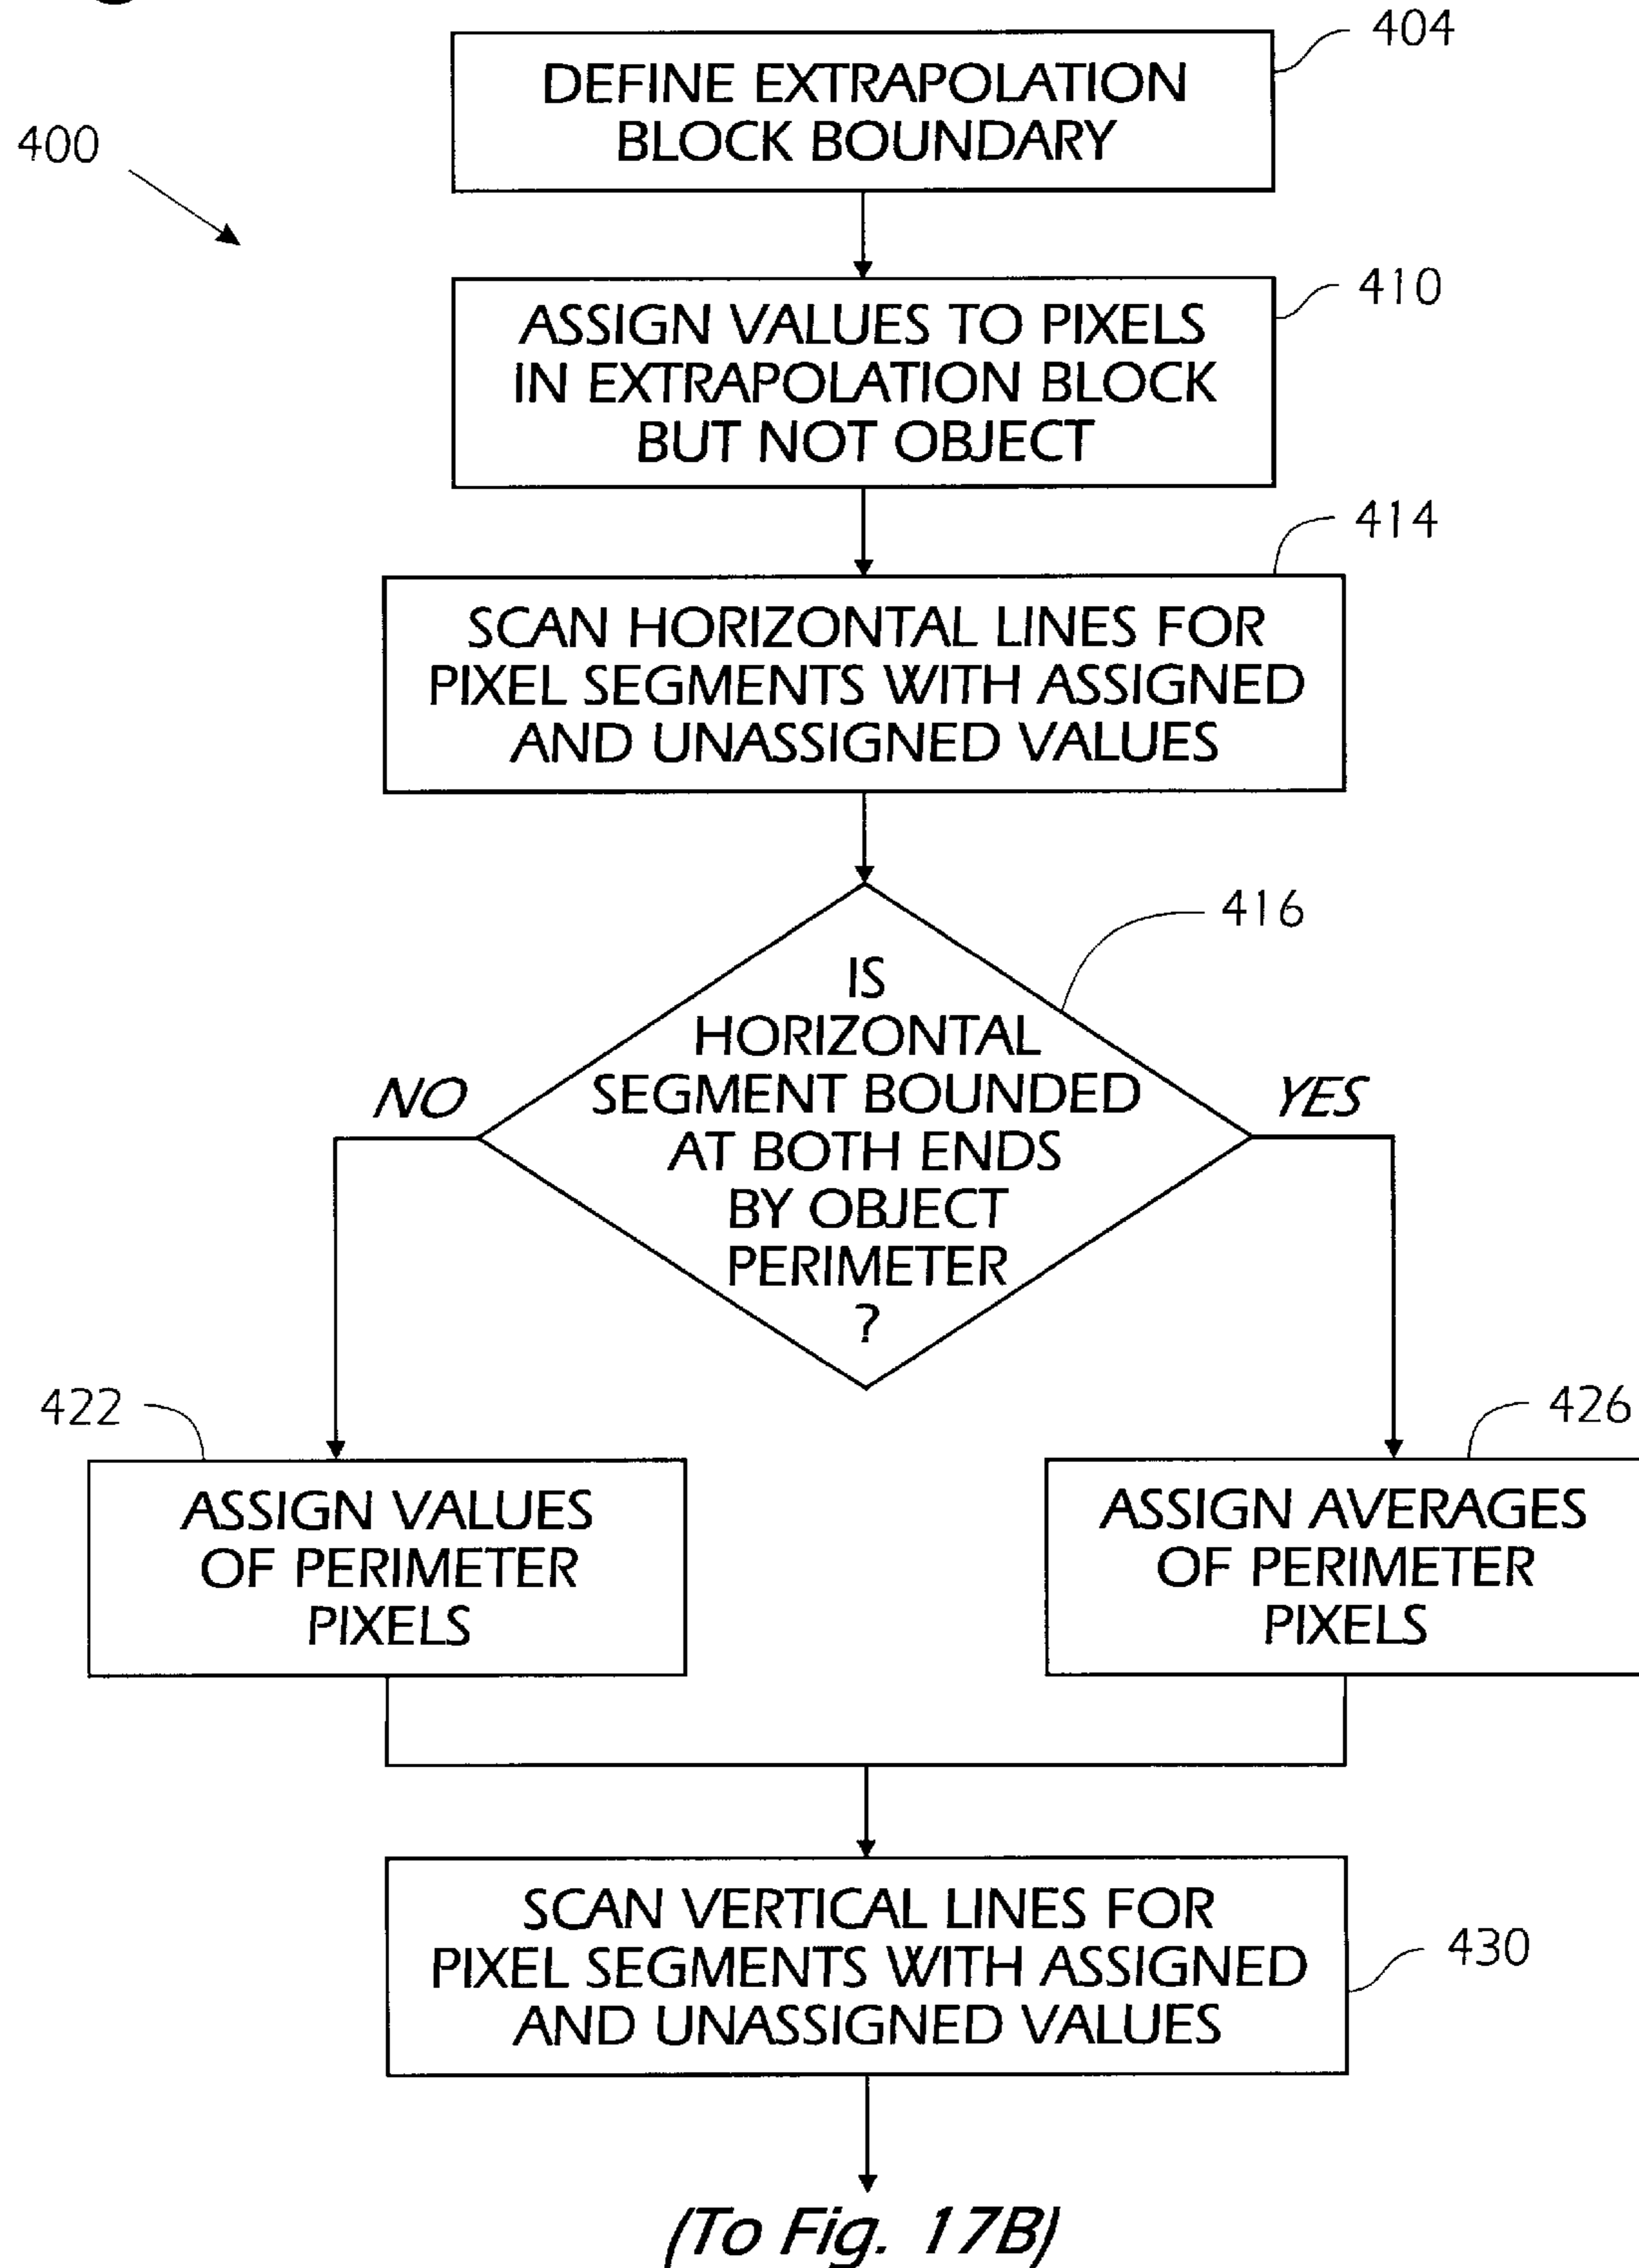 404
DEFINE EXTRAPOLATION
BLOCK BOUNDARY
400
410
ASSIGN VALUES TO PIXELS
IN EXTRAPOLATION BLOCK
BUT NOT OBJECT
414
SCAN HORIZONTAL LINES FOR
PIXEL SEGMENTS WITH ASSIGNED
AND UNASSIGNED VALUES
416
IS
HORIZONTAL
SEGMENT BOUNDED
AT BOTH ENDS
BY OBJECT
PERIMETER
?
NO
YES
422
ASSIGN VALUES
OF PERIMETER
PIXELS
426
ASSIGN AVERAGES
OF PERIMETER
PIXELS
SCAN VERTICAL LINES FOR
PIXEL SEGMENTS WITH ASSIGNED
AND UNASSIGNED VALUES
430
(To Fig. 17B)